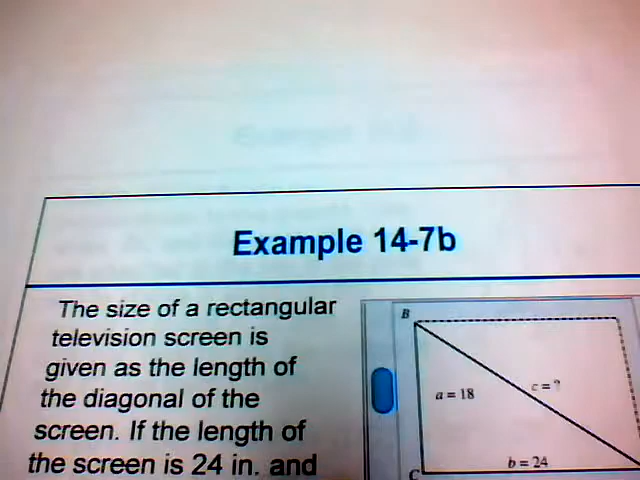 Example 14-7b
The size of a rectangular
television screen is
given as the length of
the diagonal of the
screen. If the length of
the screen is 24 in. and
B
a = 18
c = ?
b = 24
C